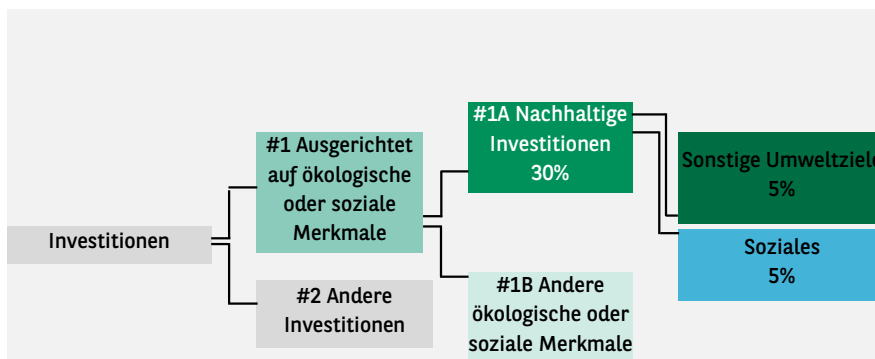 Investitionen
#1 Ausgerichtet
auf ökologische
oder soziale
Merkmale
#2 Andere
Investitionen
#1A Nachhaltige
Investitionen
30%
#1B Andere
ökologische oder
soziale Merkmale
Sonstige Umweltziele
5%
Soziales
5%